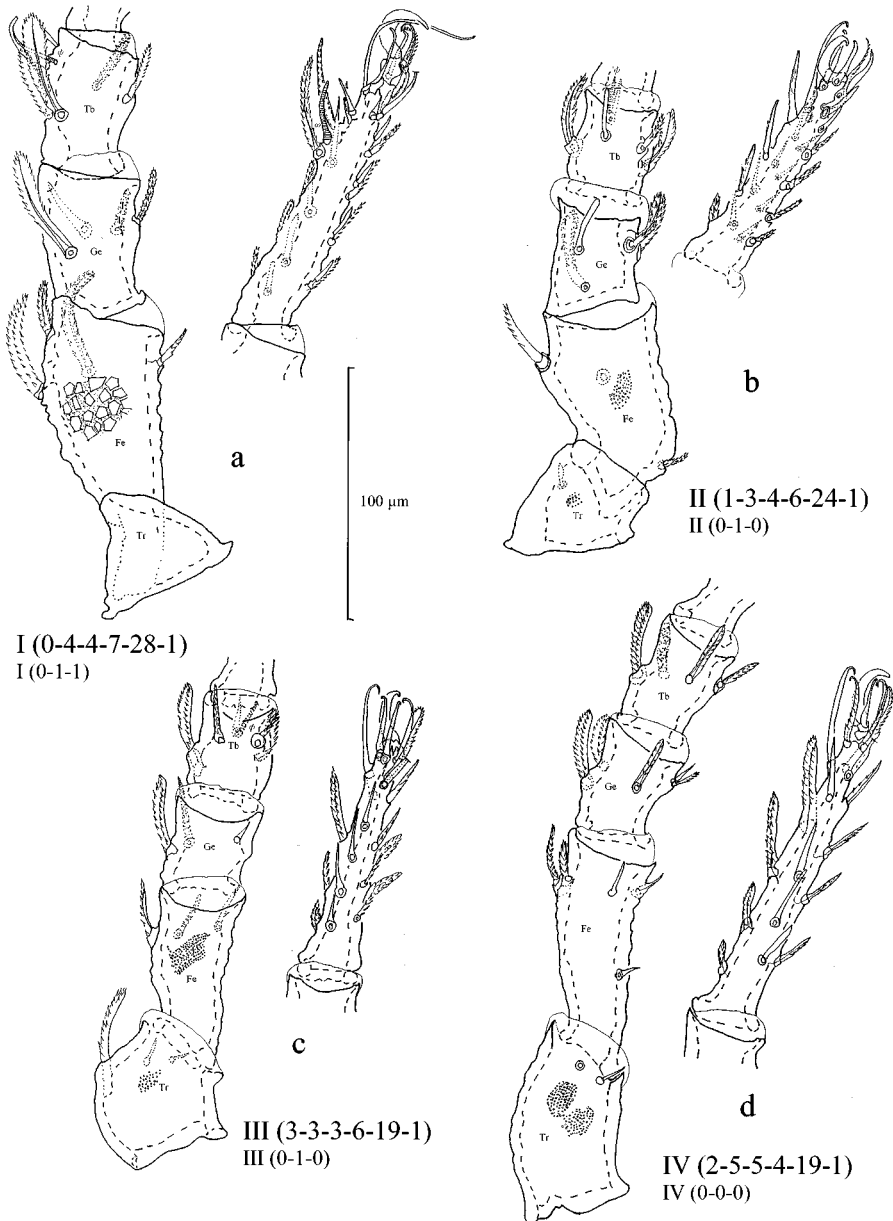 Tb
Ge
Fe
Tr
a
I (0-4-4-7-28-1)
I (0-1-1)
100 µm
Tb
Ge
Fe
Tr
b
II (1-3-4-6-24-1)
II (0-1-0)
Tb
Ge
Fe
Tr
c
III (3-3-3-6-19-1)
III (0-1-0)
Tb
Ge
Fe
Tr
d
IV (2-5-5-4-19-1)
IV (0-0-0)